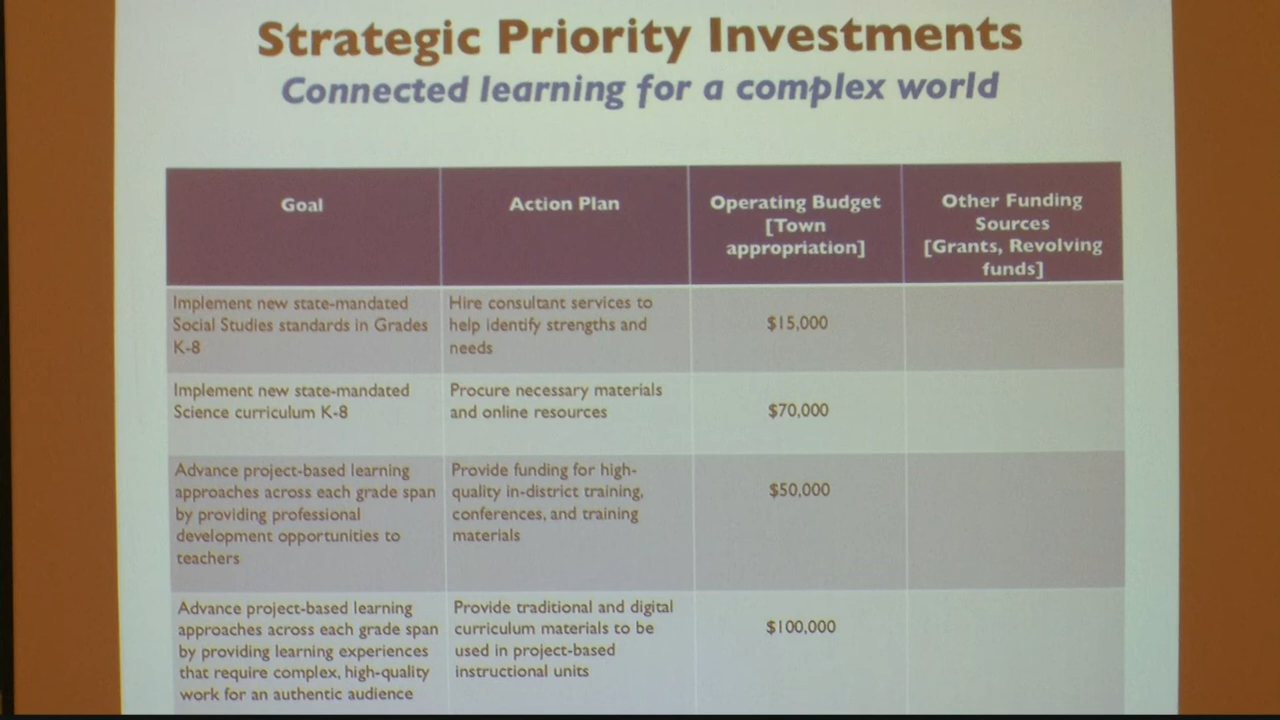 Strategic Priority Investments
Connected learning for a complex world
Goal
Action Plan
Operating Budget
[Town
appropriation]
Other Funding
Sources
[Grants, Revolving
funds]
Implement new state-mandated
Social Studies standards in Grades
K-8
Hire consultant services to
help identify strengths and
needs
$15,000
Implement new state-mandated
Science curriculum K-8
Procure necessary materials
and online resources
$70,000
Advance project-based learning
approaches across each grade span
by providing professional
development opportunities to
teachers
Provide funding for high-
quality in-district training,
conferences, and training
materials
$50,000
Advance project-based learning
approaches across each grade span
by providing learning experiences
that require complex, high-quality
work for an authentic audience
Provide traditional and digital
curriculum materials to be
used in project-based
instructional units
$100,000